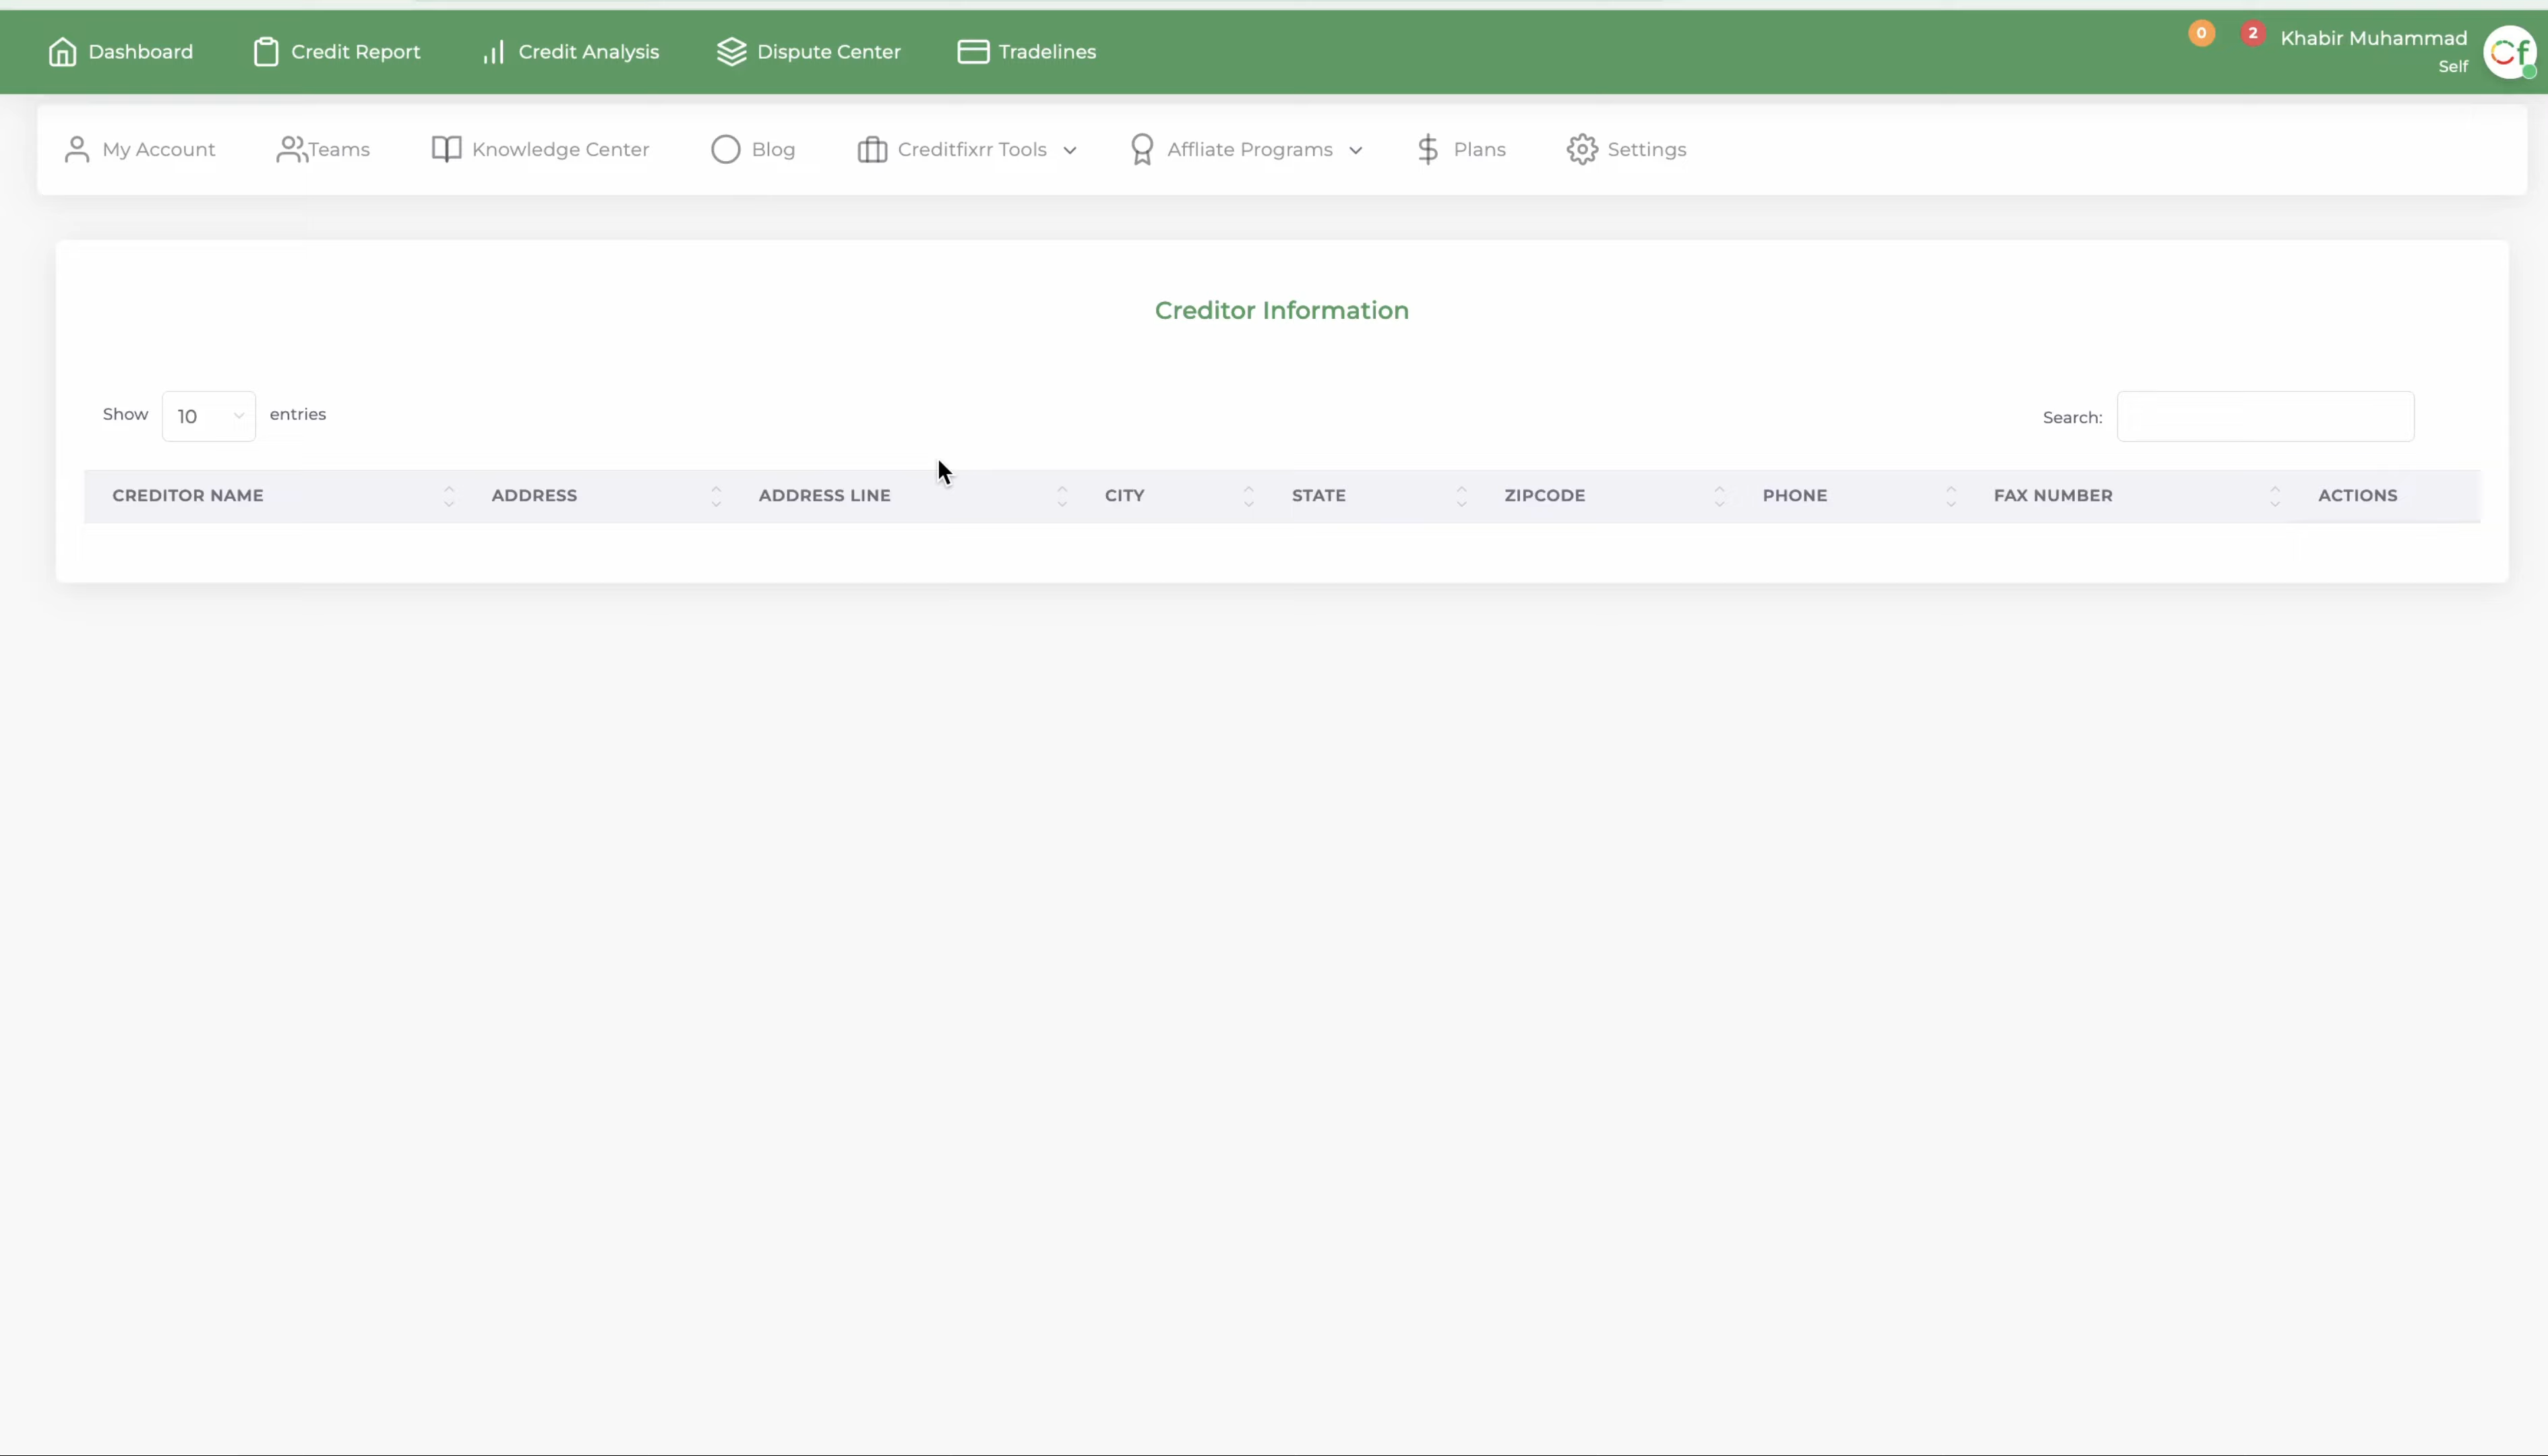 Dashboard Credit Report Credit Analysis Dispute Center Tradelines 0 2 Khabir Muhammad
Self
Cf
My Account Teams Knowledge Center Blog Creditfixrr Tools Affliate Programs Plans Settings
Creditor Information
Show 10 entries Search:
CREDITOR NAME ADDRESS ADDRESS LINE CITY STATE ZIPCODE PHONE FAX NUMBER ACTIONS